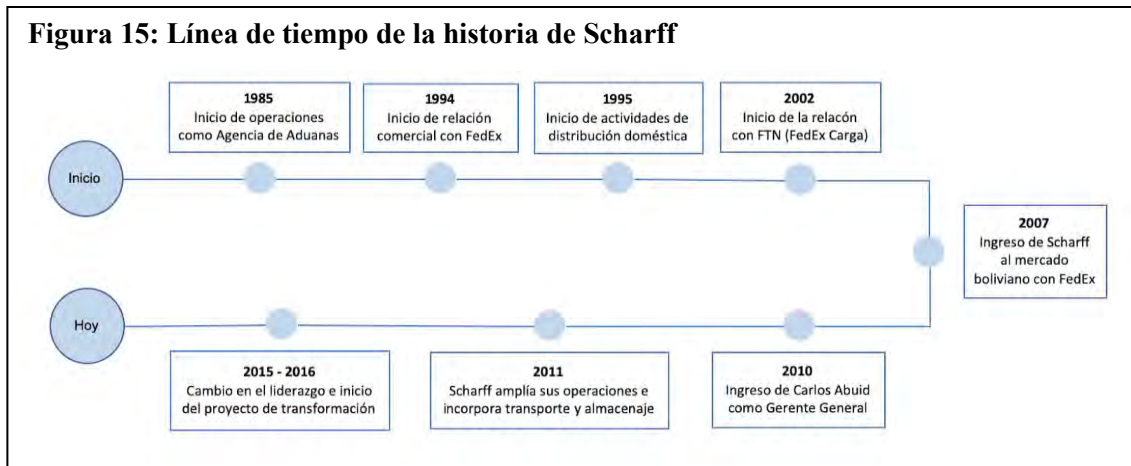 Figura 15: Línea de tiempo de la historia de Scharff
1985
Inicio de operaciones
como Agencia de Aduanas
1994
Inicio de relación
comercial con FedEx
1995
Inicio de actividades de
distribución doméstica
2002
Inicio de la relacón
con FTN (FedEx Carga)
Inicio
2007
Ingreso de Scharff
al mercado
boliviano con FedEx
Hoy
2015 - 2016
Cambio en el liderazgo e inicio
del proyecto de transformación
2011
Scharff amplía sus operaciones e
incorpora transporte y almacenaje
2010
Ingreso de Carlos Abuid
como Gerente General